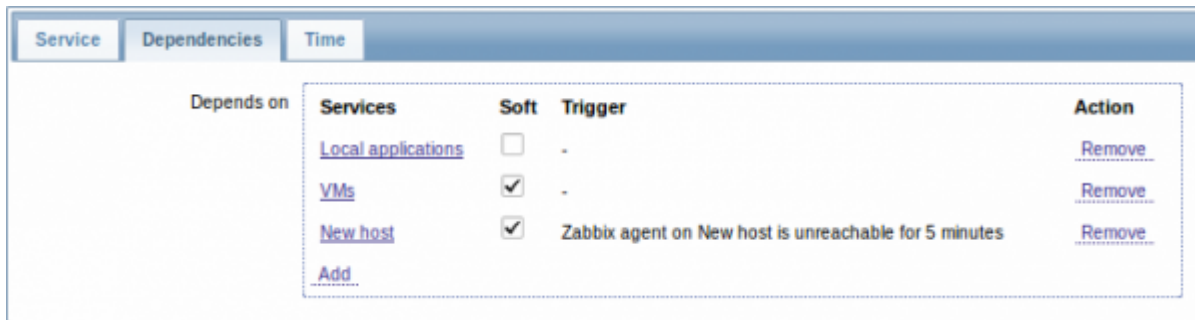 Service Dependencies Time
Depends on Services Soft Trigger Action
Local applications - Remove
VMs - Remove
New host Zabbix agent on New host is unreachable for 5 minutes Remove
Add